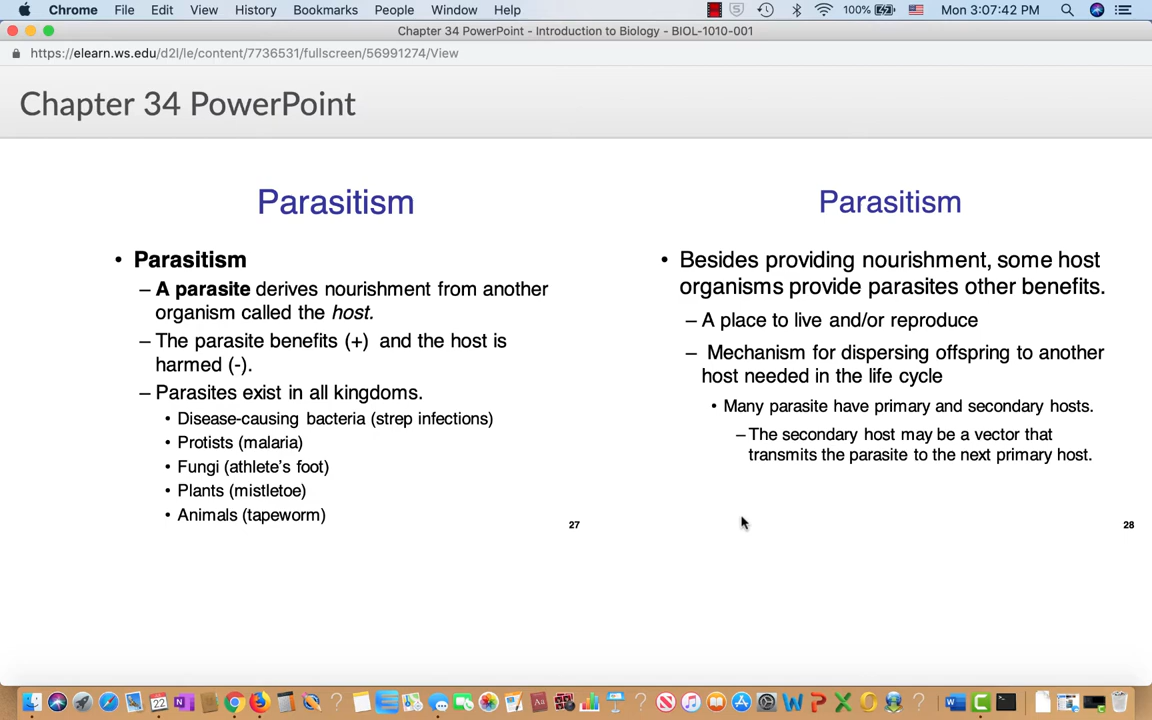 Chrome File Edit View History Bookmarks People Window Help 100% Mon 3:07:42 PM
Chapter 34 PowerPoint - Introduction to Biology - BIOL-1010-001
https://elearn.ws.edu/d2l/le/content/7736531/fullscreen/56991274/View
Chapter 34 PowerPoint
Parasitism
• Parasitism
– A parasite derives nourishment from another
organism called the host.
– The parasite benefits (+) and the host is
harmed (-).
– Parasites exist in all kingdoms.
• Disease-causing bacteria (strep infections)
• Protists (malaria)
• Fungi (athlete's foot)
• Plants (mistletoe)
• Animals (tapeworm)
27
Parasitism
• Besides providing nourishment, some host
organisms provide parasites other benefits.
– A place to live and/or reproduce
– Mechanism for dispersing offspring to another
host needed in the life cycle
• Many parasite have primary and secondary hosts.
– The secondary host may be a vector that
transmits the parasite to the next primary host.
28